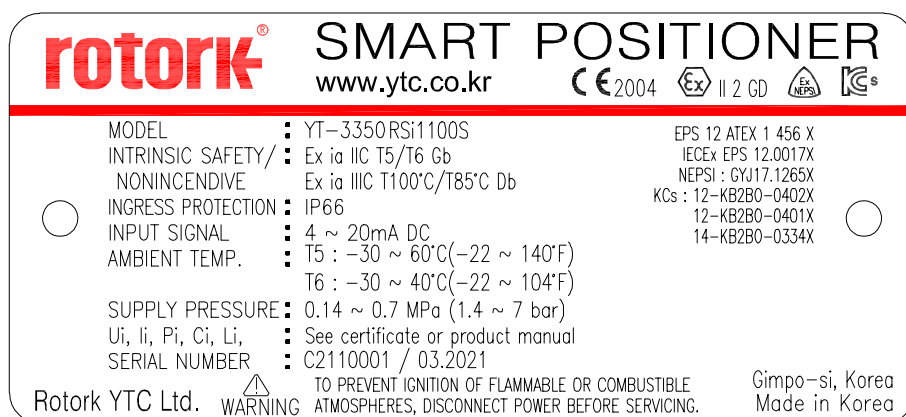 rotork® SMART POSITIONER
www.ytc.co.kr CE 2004 Ex II 2 GD Ex NEPSI KCs
MODEL : YT-3350RSi1100S
INTRINSIC SAFETY/ : Ex ia IIC T5/T6 Gb
NONINCENDIVE Ex ia IIIC T100°C/T85°C Db
INGRESS PROTECTION : IP66
INPUT SIGNAL : 4 ~ 20mA DC
AMBIENT TEMP. : T5 : -30 ~ 60°C(-22 ~ 140°F)
T6 : -30 ~ 40°C(-22 ~ 104°F)
SUPPLY PRESSURE : 0.14 ~ 0.7 MPa (1.4 ~ 7 bar)
Ui, Ii, Pi, Ci, Li, : See certificate or product manual
SERIAL NUMBER : C2110001 / 03.2021
EPS 12 ATEX 1 456 X
IECEx EPS 12.0017X
NEPSI : GYJ17.1265X
KCs : 12-KB2BO-0402X
12-KB2BO-0401X
14-KB2BO-0334X
Rotork YTC Ltd.
WARNING
TO PREVENT IGNITION OF FLAMMABLE OR COMBUSTIBLE
ATMOSPHERES, DISCONNECT POWER BEFORE SERVICING.
Gimpo-si, Korea
Made in Korea